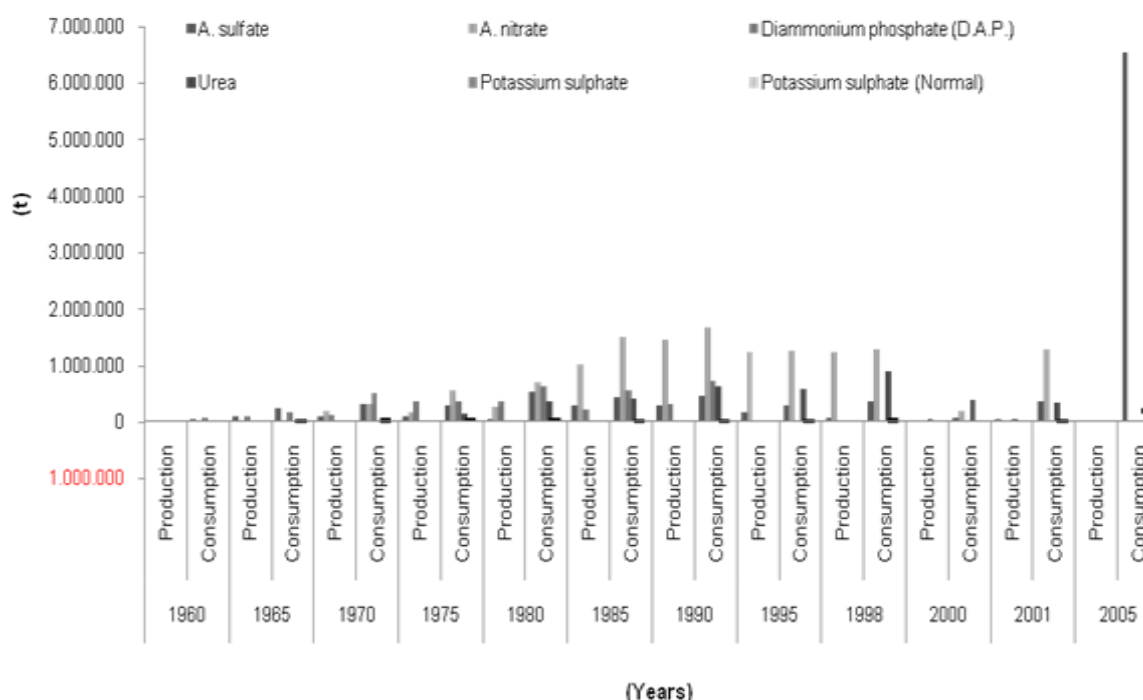 7.000.000
A. sulfate A. nitrate Diammonium phosphate (D.A.P.)
6.000.000
Urea Potassium sulphate Potassium sulphate (Normal)
5.000.000
4.000.000
(t)
3.000.000
2.000.000
1.000.000
0
1.000.000
Production Consumption Production Consumption Production Consumption Production Consumption Production Consumption Production Consumption Production Consumption Production Consumption Production Consumption Production Consumption Production Consumption Production Consumption
1960 1965 1970 1975 1980 1985 1990 1995 1998 2000 2001 2005
(Years)